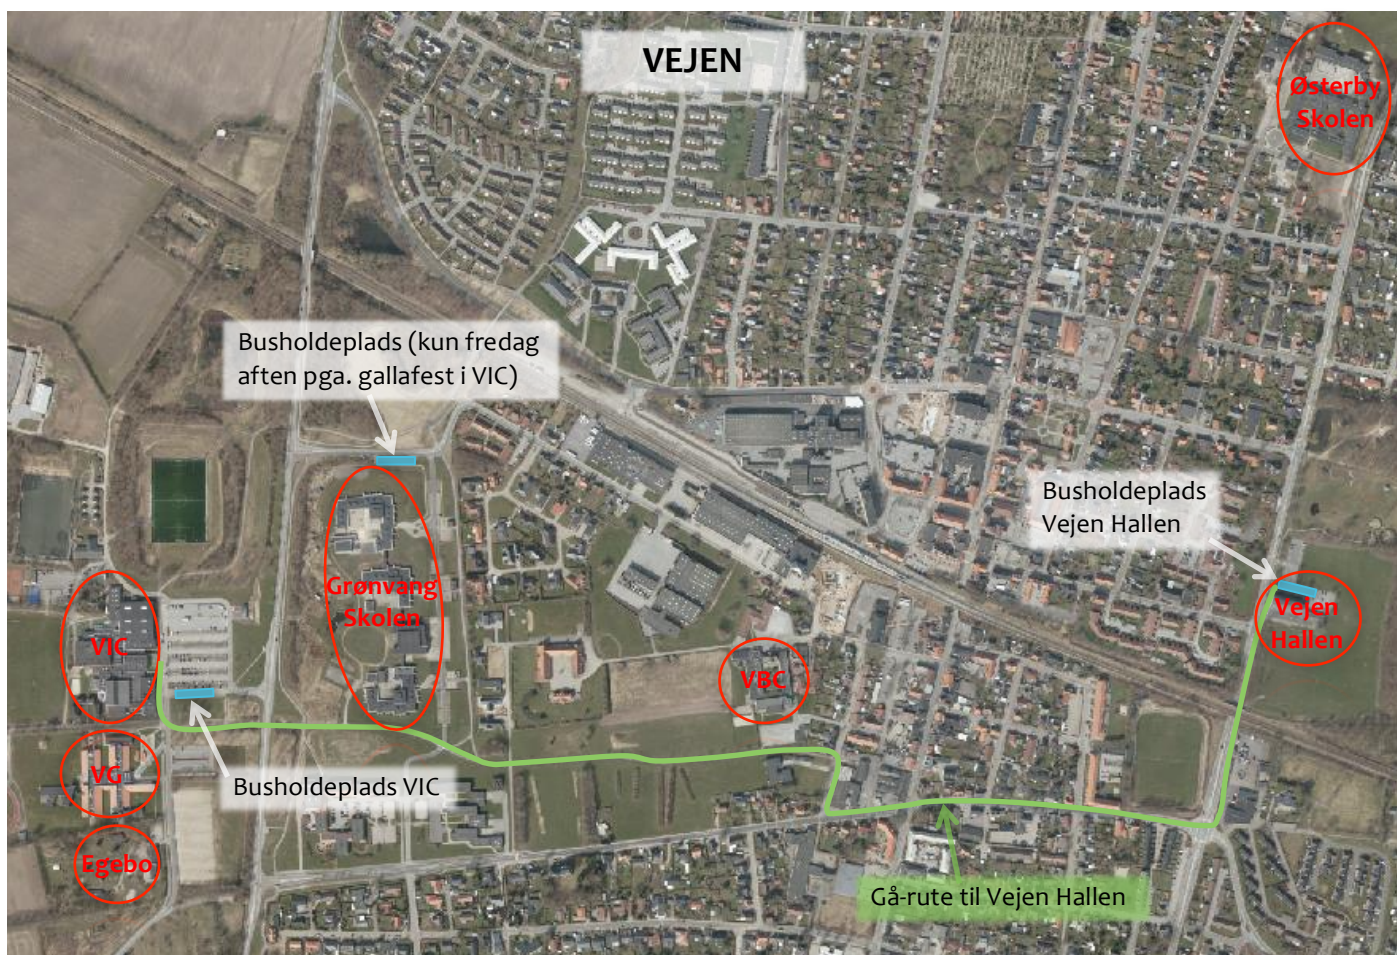 VEJEN
Østerby
Skolen
Busholdeplads (kun fredag
aften pga. gallafest i VIC)
Busholdeplads
Vejen Hallen
Grønvang
Skolen
Vejen
Hallen
VIC
VBC
VG
Busholdeplads VIC
Egebo
Gå-rute til Vejen Hallen